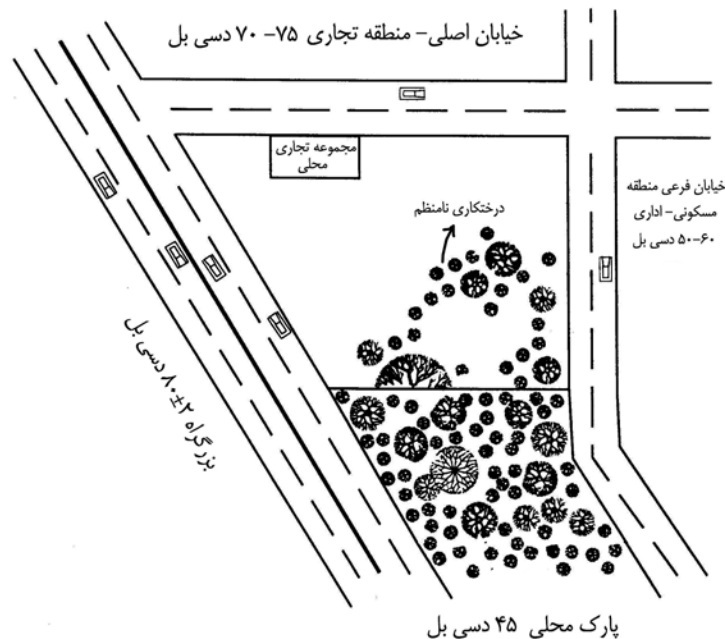 خیابان اصلی- منطقه تجاری ۷۵- ۷۰ دسی بل
مجموعه تجاری
محلی
خیابان فرعی منطقه
مسکونی- اداری
۵۰-۶۰ دسی بل
درختکاری نامنظم
بزرگراه ۲±۸۰ دسی بل
پارک محلی ۴۵ دسی بل